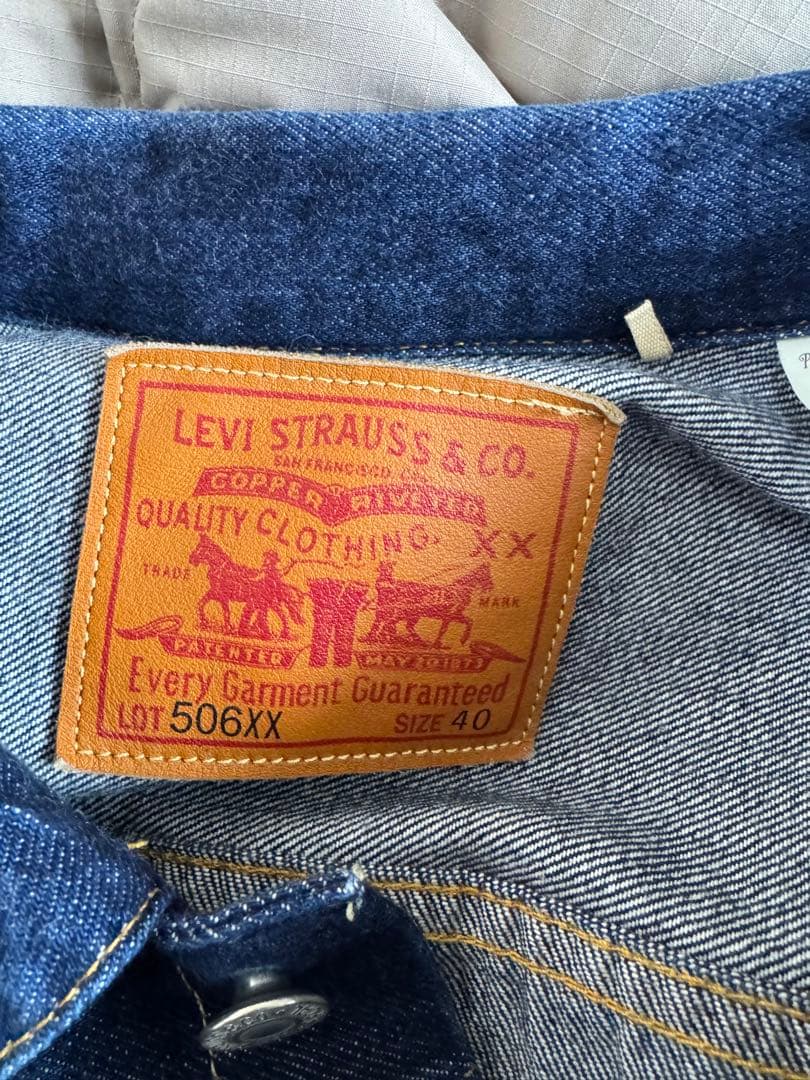 LEVI STRAUSS & CO.
SAN FRANCISCO CAL.
COPPER RIVETED
QUALITY CLOTHING. XX
TRADE MARK
PATENTED MAY 20 1873
Every Garment Guaranteed
LOT 506XX SIZE 40